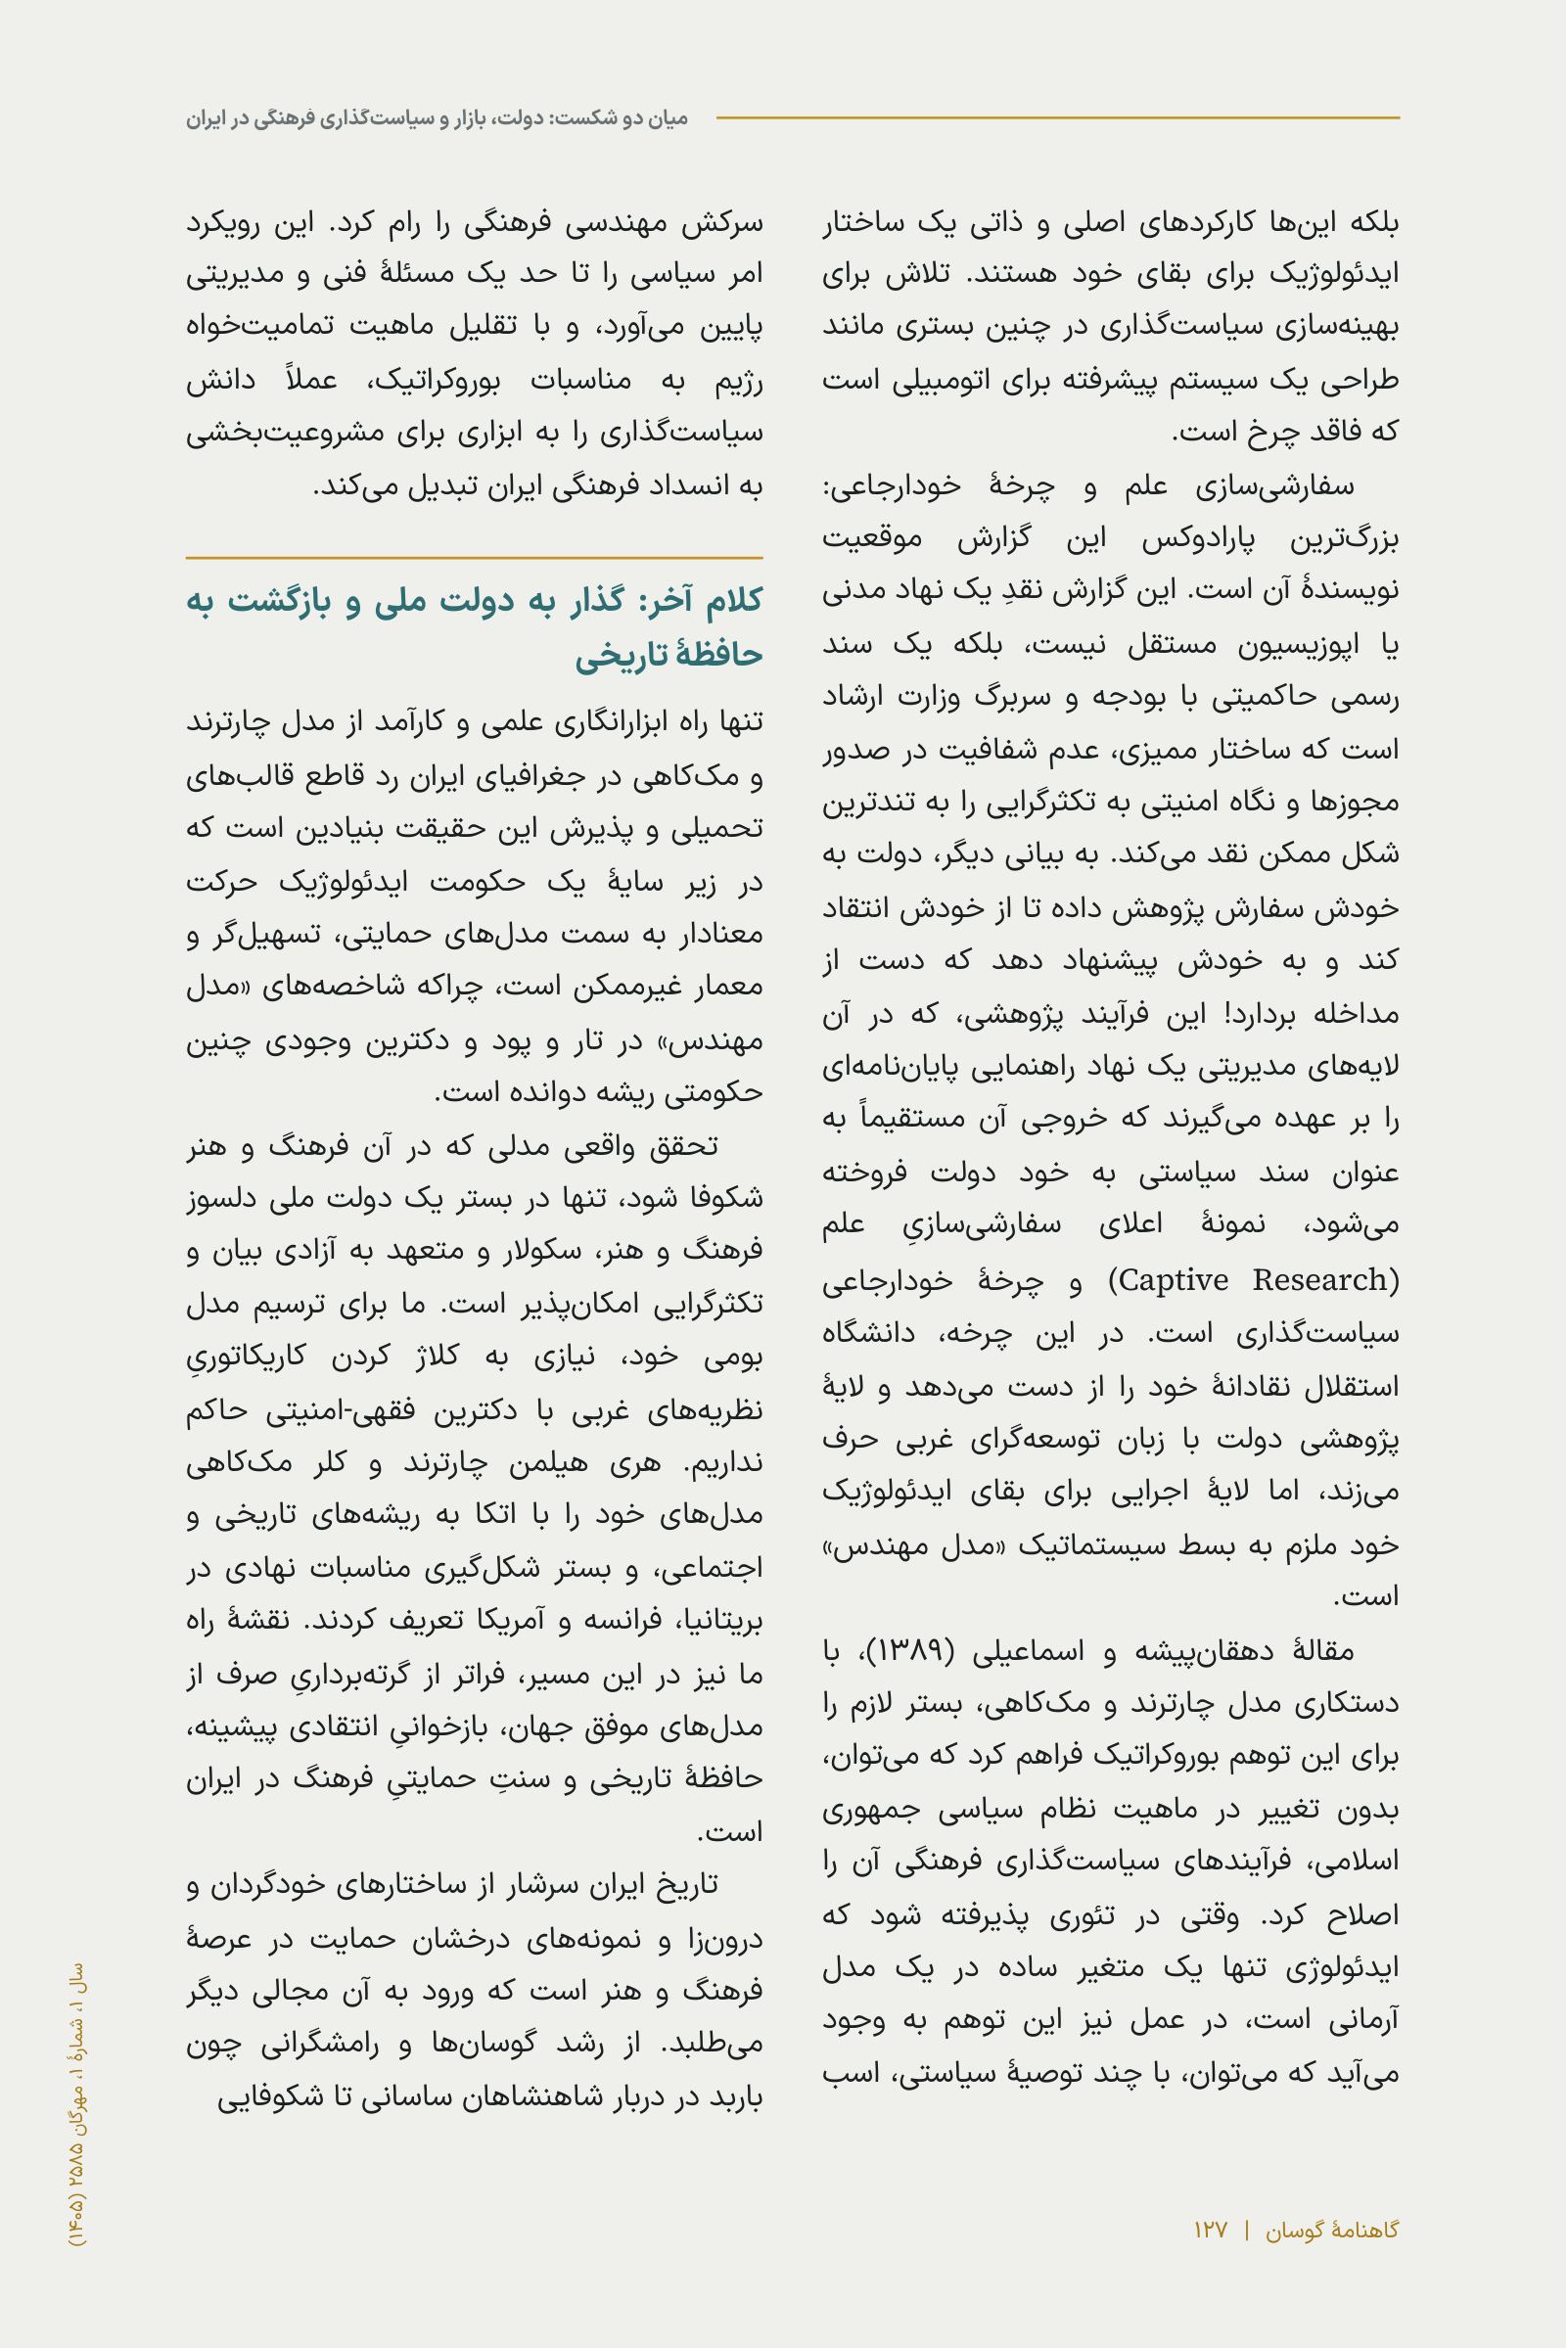 میان دو شکست: دولت، بازار و سیاست‌گذاری فرهنگی در ایران
بلکه این‌ها کارکردهای اصلی و ذاتی یک ساختار
ایدئولوژیک برای بقای خود هستند. تلاش برای
بهینه‌سازی سیاست‌گذاری در چنین بستری مانند
طراحی یک سیستم پیشرفته برای اتومبیلی است
که فاقد چرخ است.
سفارشی‌سازی علم و چرخهٔ خودارجاعی:
بزرگ‌ترین پارادوکس این گزارش موقعیت
نویسندهٔ آن است. این گزارش نقدِ یک نهاد مدنی
یا اپوزیسیون مستقل نیست، بلکه یک سند
رسمی حاکمیتی با بودجه و سربرگ وزارت ارشاد
است که ساختار ممیزی، عدم شفافیت در صدور
مجوزها و نگاه امنیتی به تکثرگرایی را به تندترین
شکل ممکن نقد می‌کند. به بیانی دیگر، دولت به
خودش سفارش پژوهش داده تا از خودش انتقاد
کند و به خودش پیشنهاد دهد که دست از
مداخله بردارد! این فرآیند پژوهشی، که در آن
لایه‌های مدیریتی یک نهاد راهنمایی پایان‌نامه‌ای
را بر عهده می‌گیرند که خروجی آن مستقیماً به
عنوان سند سیاستی به خود دولت فروخته
می‌شود، نمونهٔ اعلای سفارشی‌سازیِ علم
(Captive Research) و چرخهٔ خودارجاعی
سیاست‌گذاری است. در این چرخه، دانشگاه
استقلال نقادانهٔ خود را از دست می‌دهد و لایهٔ
پژوهشی دولت با زبان توسعه‌گرای غربی حرف
می‌زند، اما لایهٔ اجرایی برای بقای ایدئولوژیک
خود ملزم به بسط سیستماتیک «مدل مهندس»
است.
مقالهٔ دهقان‌پیشه و اسماعیلی (۱۳۸۹)، با
دستکاری مدل چارترند و مک‌کاهی، بستر لازم را
برای این توهم بوروکراتیک فراهم کرد که می‌توان،
بدون تغییر در ماهیت نظام سیاسی جمهوری
اسلامی، فرآیندهای سیاست‌گذاری فرهنگی آن را
اصلاح کرد. وقتی در تئوری پذیرفته شود که
ایدئولوژی تنها یک متغیر ساده در یک مدل
آرمانی است، در عمل نیز این توهم به وجود
می‌آید که می‌توان، با چند توصیهٔ سیاستی، اسب
سرکش مهندسی فرهنگی را رام کرد. این رویکرد
امر سیاسی را تا حد یک مسئلهٔ فنی و مدیریتی
پایین می‌آورد، و با تقلیل ماهیت تمامیت‌خواه
رژیم به مناسبات بوروکراتیک، عملاً دانش
سیاست‌گذاری را به ابزاری برای مشروعیت‌بخشی
به انسداد فرهنگی ایران تبدیل می‌کند.
کلام آخر: گذار به دولت ملی و بازگشت به
حافظهٔ تاریخی
تنها راه ابزارانگاری علمی و کارآمد از مدل چارترند
و مک‌کاهی در جغرافیای ایران رد قاطع قالب‌های
تحمیلی و پذیرش این حقیقت بنیادین است که
در زیر سایهٔ یک حکومت ایدئولوژیک حرکت
معنادار به سمت مدل‌های حمایتی، تسهیل‌گر و
معمار غیرممکن است، چراکه شاخصه‌های «مدل
مهندس» در تار و پود و دکترین وجودی چنین
حکومتی ریشه دوانده است.
تحقق واقعی مدلی که در آن فرهنگ و هنر
شکوفا شود، تنها در بستر یک دولت ملی دلسوز
فرهنگ و هنر، سکولار و متعهد به آزادی بیان و
تکثرگرایی امکان‌پذیر است. ما برای ترسیم مدل
بومی خود، نیازی به کلاژ کردن کاریکاتوریِ
نظریه‌های غربی با دکترین فقهی-امنیتی حاکم
نداریم. هری هیلمن چارترند و کلر مک‌کاهی
مدل‌های خود را با اتکا به ریشه‌های تاریخی و
اجتماعی، و بستر شکل‌گیری مناسبات نهادی در
بریتانیا، فرانسه و آمریکا تعریف کردند. نقشهٔ راه
ما نیز در این مسیر، فراتر از گرته‌برداریِ صرف از
مدل‌های موفق جهان، بازخوانیِ انتقادی پیشینه،
حافظهٔ تاریخی و سنتِ حمایتیِ فرهنگ در ایران
است.
تاریخ ایران سرشار از ساختارهای خودگردان و
درون‌زا و نمونه‌های درخشان حمایت در عرصهٔ
فرهنگ و هنر است که ورود به آن مجالی دیگر
می‌طلبد. از رشد گوسان‌ها و رامشگرانی چون
باربد در دربار شاهنشاهان ساسانی تا شکوفایی
سال ۱، شمارهٔ ۱، مهرگان ۲۵۸۵ (۱۴۰۵)
گاهنامهٔ گوسان | ۱۲۷